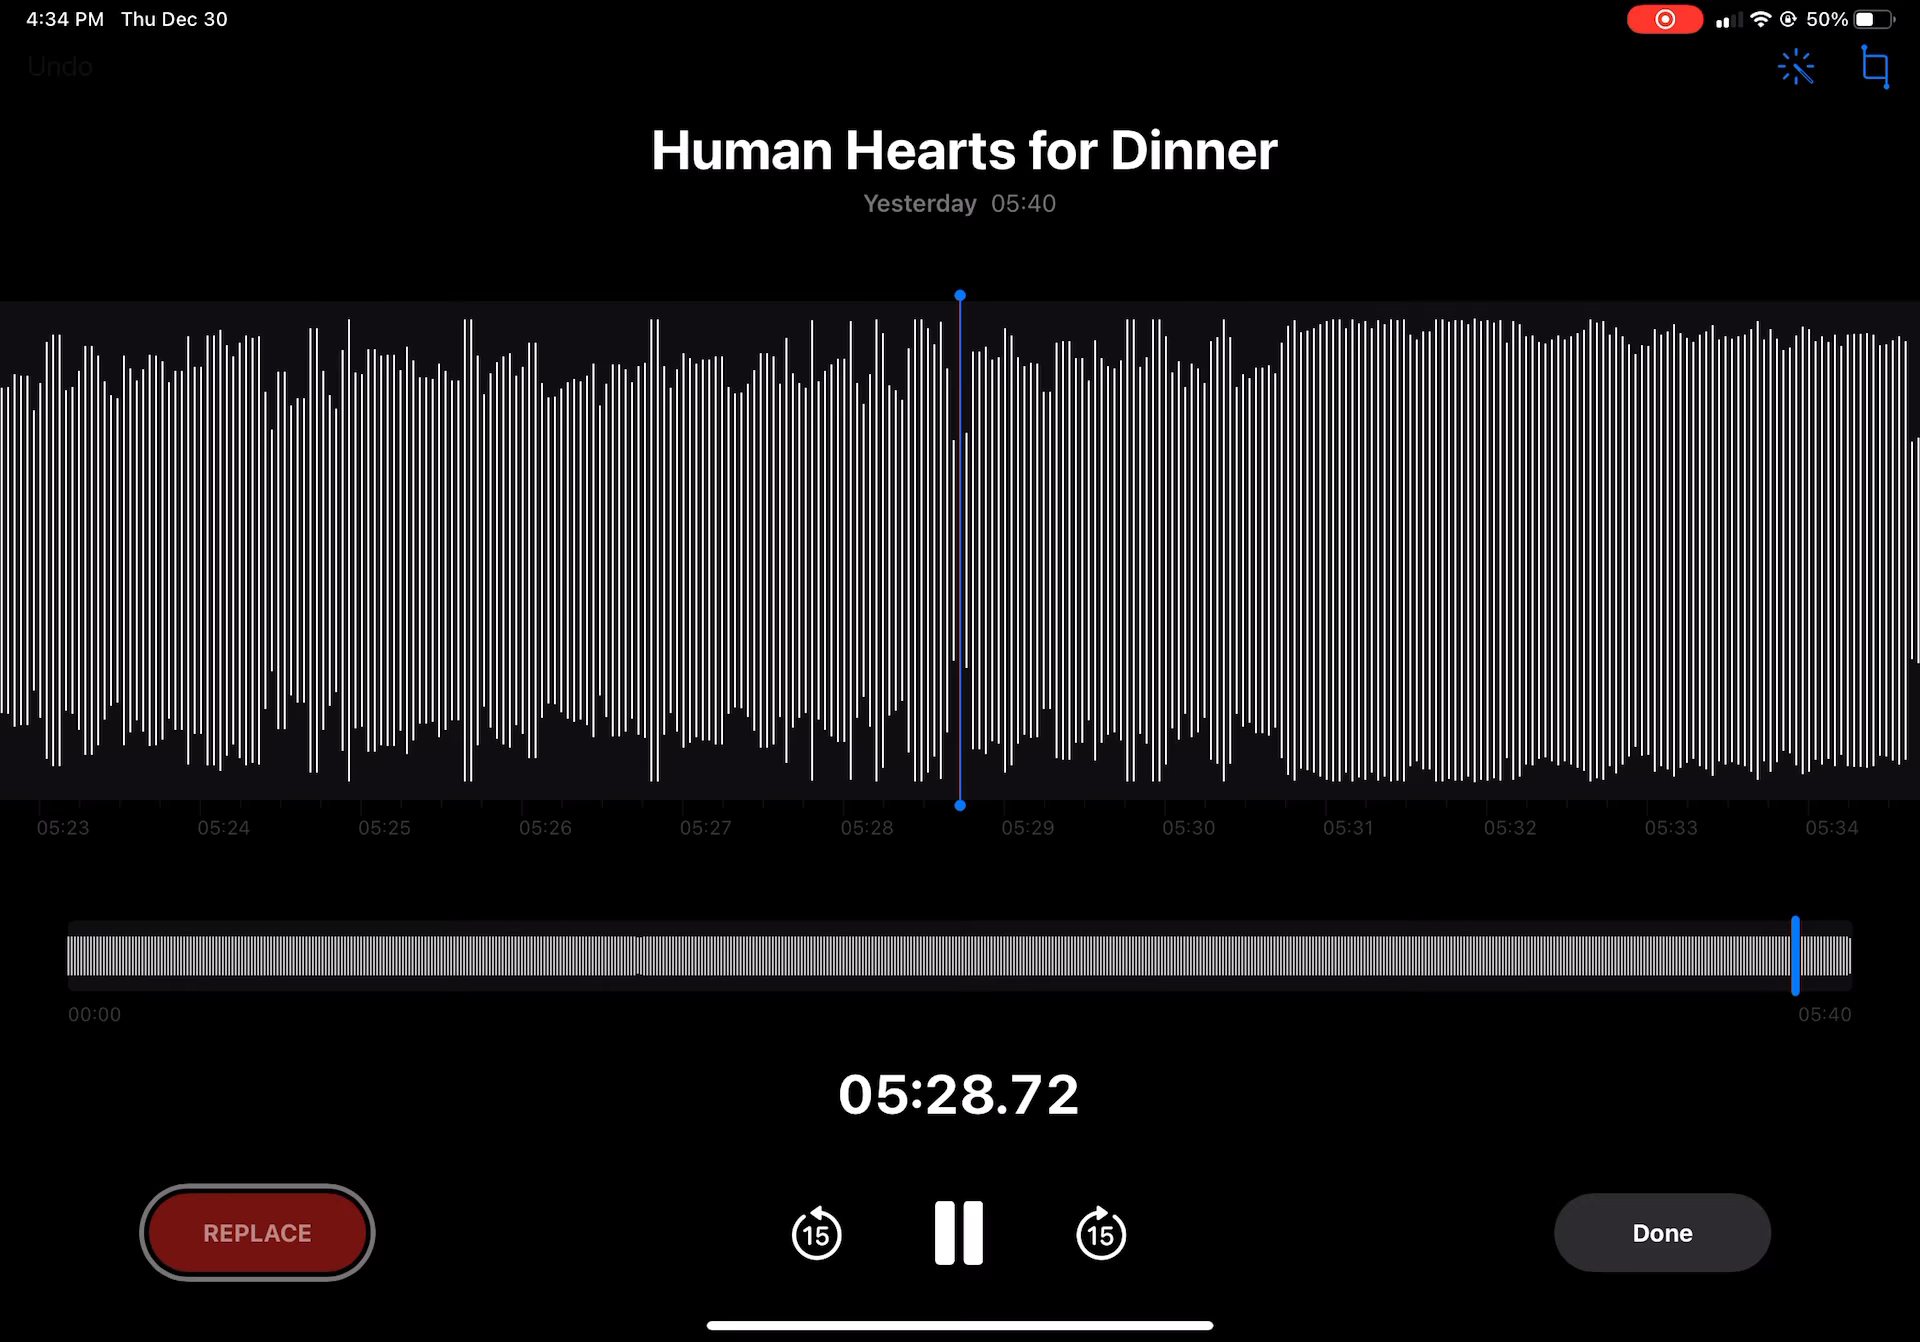 4:34 PM Thu Dec 30 50%
Undo
Human Hearts for Dinner
Yesterday 05:40
05:23 05:24 05:25 05:26 05:27 05:28 05:29 05:30 05:31 05:32 05:33 05:34
00:00 05:40
05:28.72
REPLACE 15 15 Done